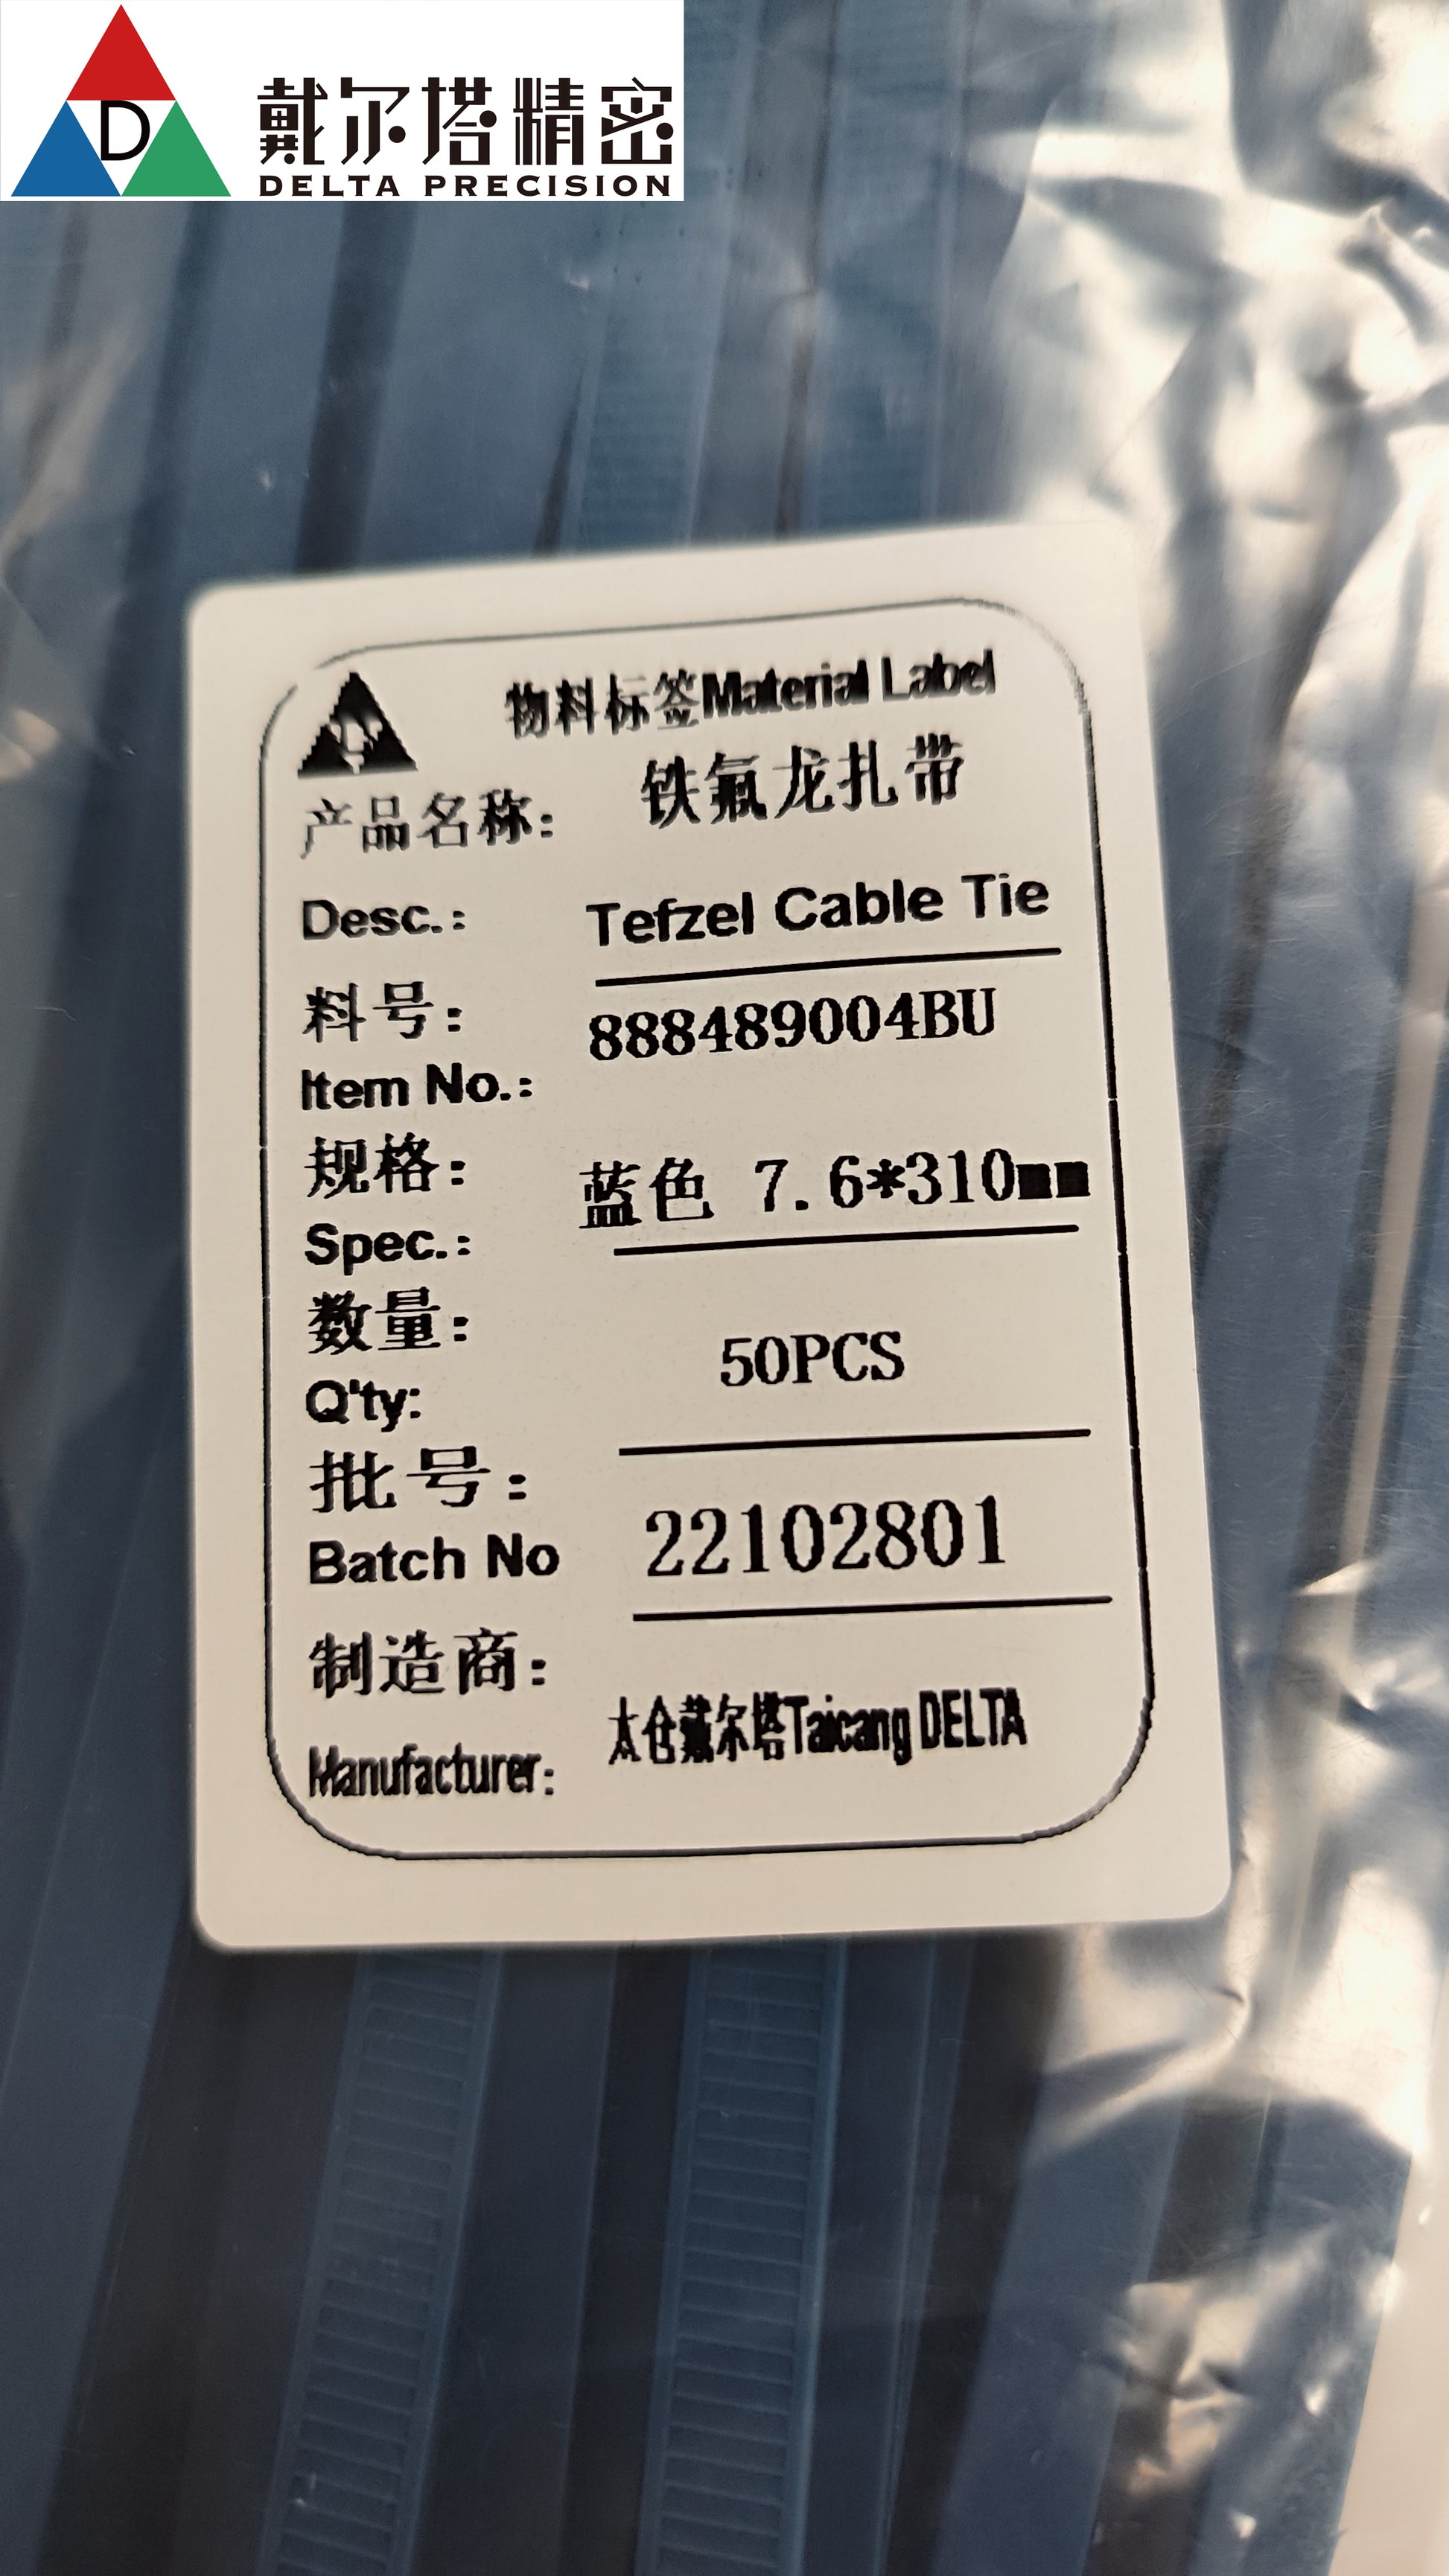 D
戴尔塔精密
DELTA PRECISION
物料标签Material Label
产品名称: 铁氟龙扎带
Desc.: Tefzel Cable Tie
料号: 888489004BU
Item No.:
规格: 蓝色 7.6*310mm
Spec.:
数量:
50PCS
Q'ty:
批号:
Batch No 22102801
制造商:
太仓戴尔塔Taicang DELTA
Manufacturer: